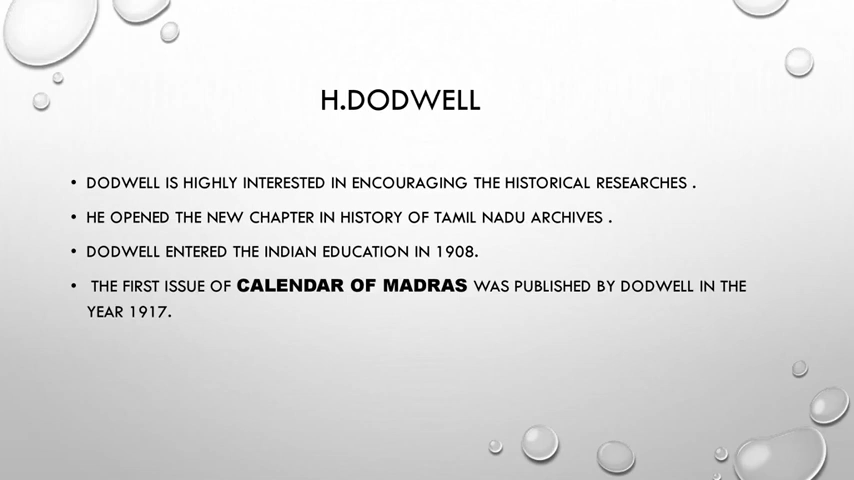 H.DODWELL
• DODWELL IS HIGHLY INTERESTED IN ENCOURAGING THE HISTORICAL RESEARCHES .
• HE OPENED THE NEW CHAPTER IN HISTORY OF TAMIL NADU ARCHIVES .
• DODWELL ENTERED THE INDIAN EDUCATION IN 1908.
• THE FIRST ISSUE OF CALENDAR OF MADRAS WAS PUBLISHED BY DODWELL IN THE
YEAR 1917.